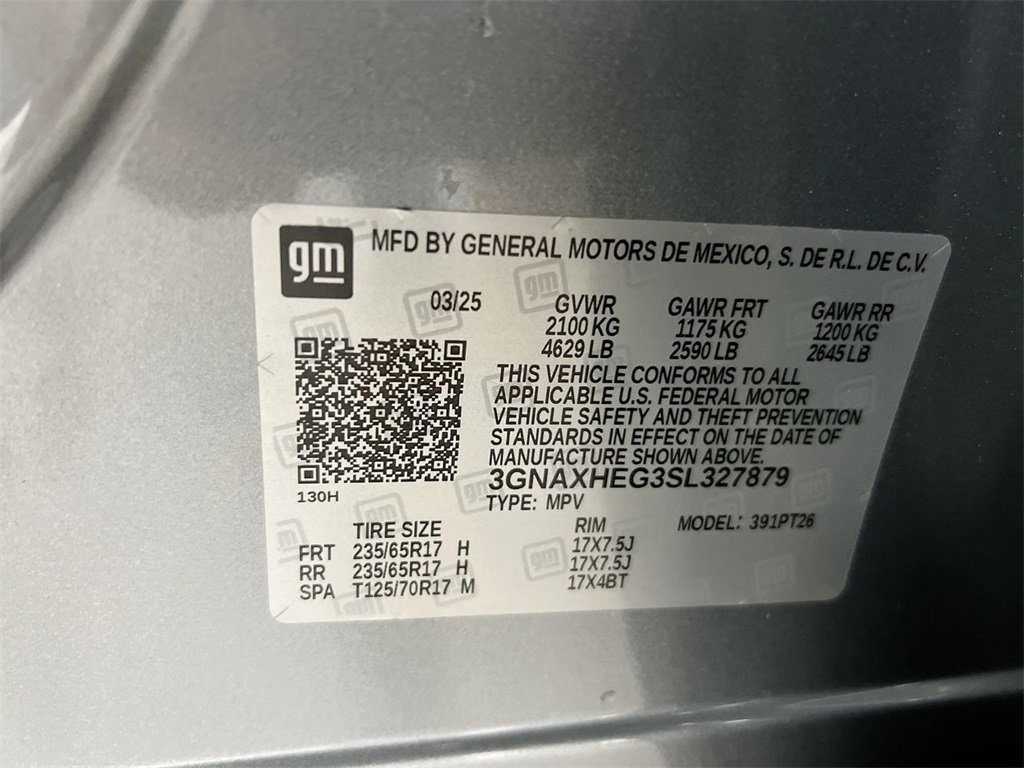 gm
MFD BY GENERAL MOTORS DE MEXICO, S. DE R.L. DE C.V.
03/25
GVWR GAWR FRT GAWR RR
2100 KG 1175 KG 1200 KG
4629 LB 2590 LB 2645 LB
THIS VEHICLE CONFORMS TO ALL
APPLICABLE U.S. FEDERAL MOTOR
VEHICLE SAFETY AND THEFT PREVENTION
STANDARDS IN EFFECT ON THE DATE OF
MANUFACTURE SHOWN ABOVE.
3GNAXHEG3SL327879
130H
TYPE: MPV
MODEL: 391PT26
TIRE SIZE RIM
FRT 235/65R17 H 17X7.5J
RR 235/65R17 H 17X7.5J
SPA T125/70R17 M 17X4BT